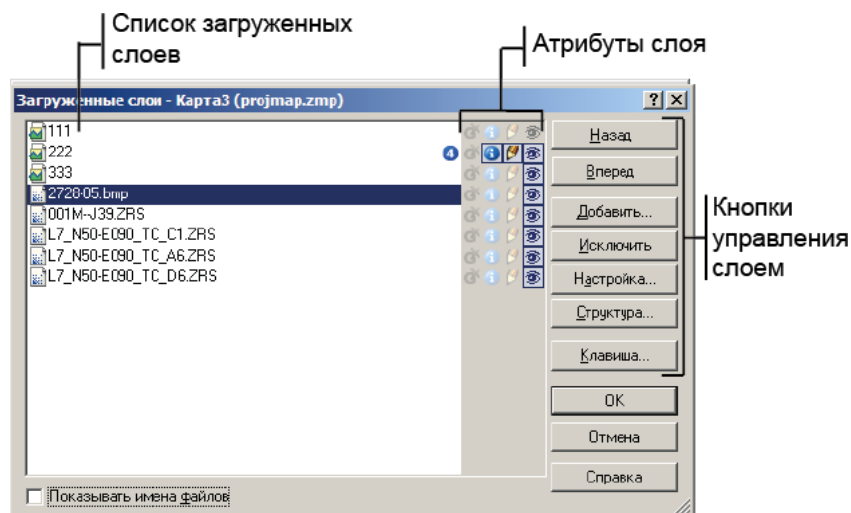 Список загруженных
слоев
Атрибуты слоя
Загруженные слои - Карта3 (projmap.zmp)
111
222
4
333
2728-05.bmp
001M--J39.ZRS
L7_N50-E090_TC_C1.ZRS
L7_N50-E090_TC_A6.ZRS
L7_N50-E090_TC_D6.ZRS
Назад
Вперед
Добавить...
Исключить
Настройка...
Структура...
Клавиша...
Кнопки
управления
слоем
OK
Отмена
Справка
Показывать имена файлов